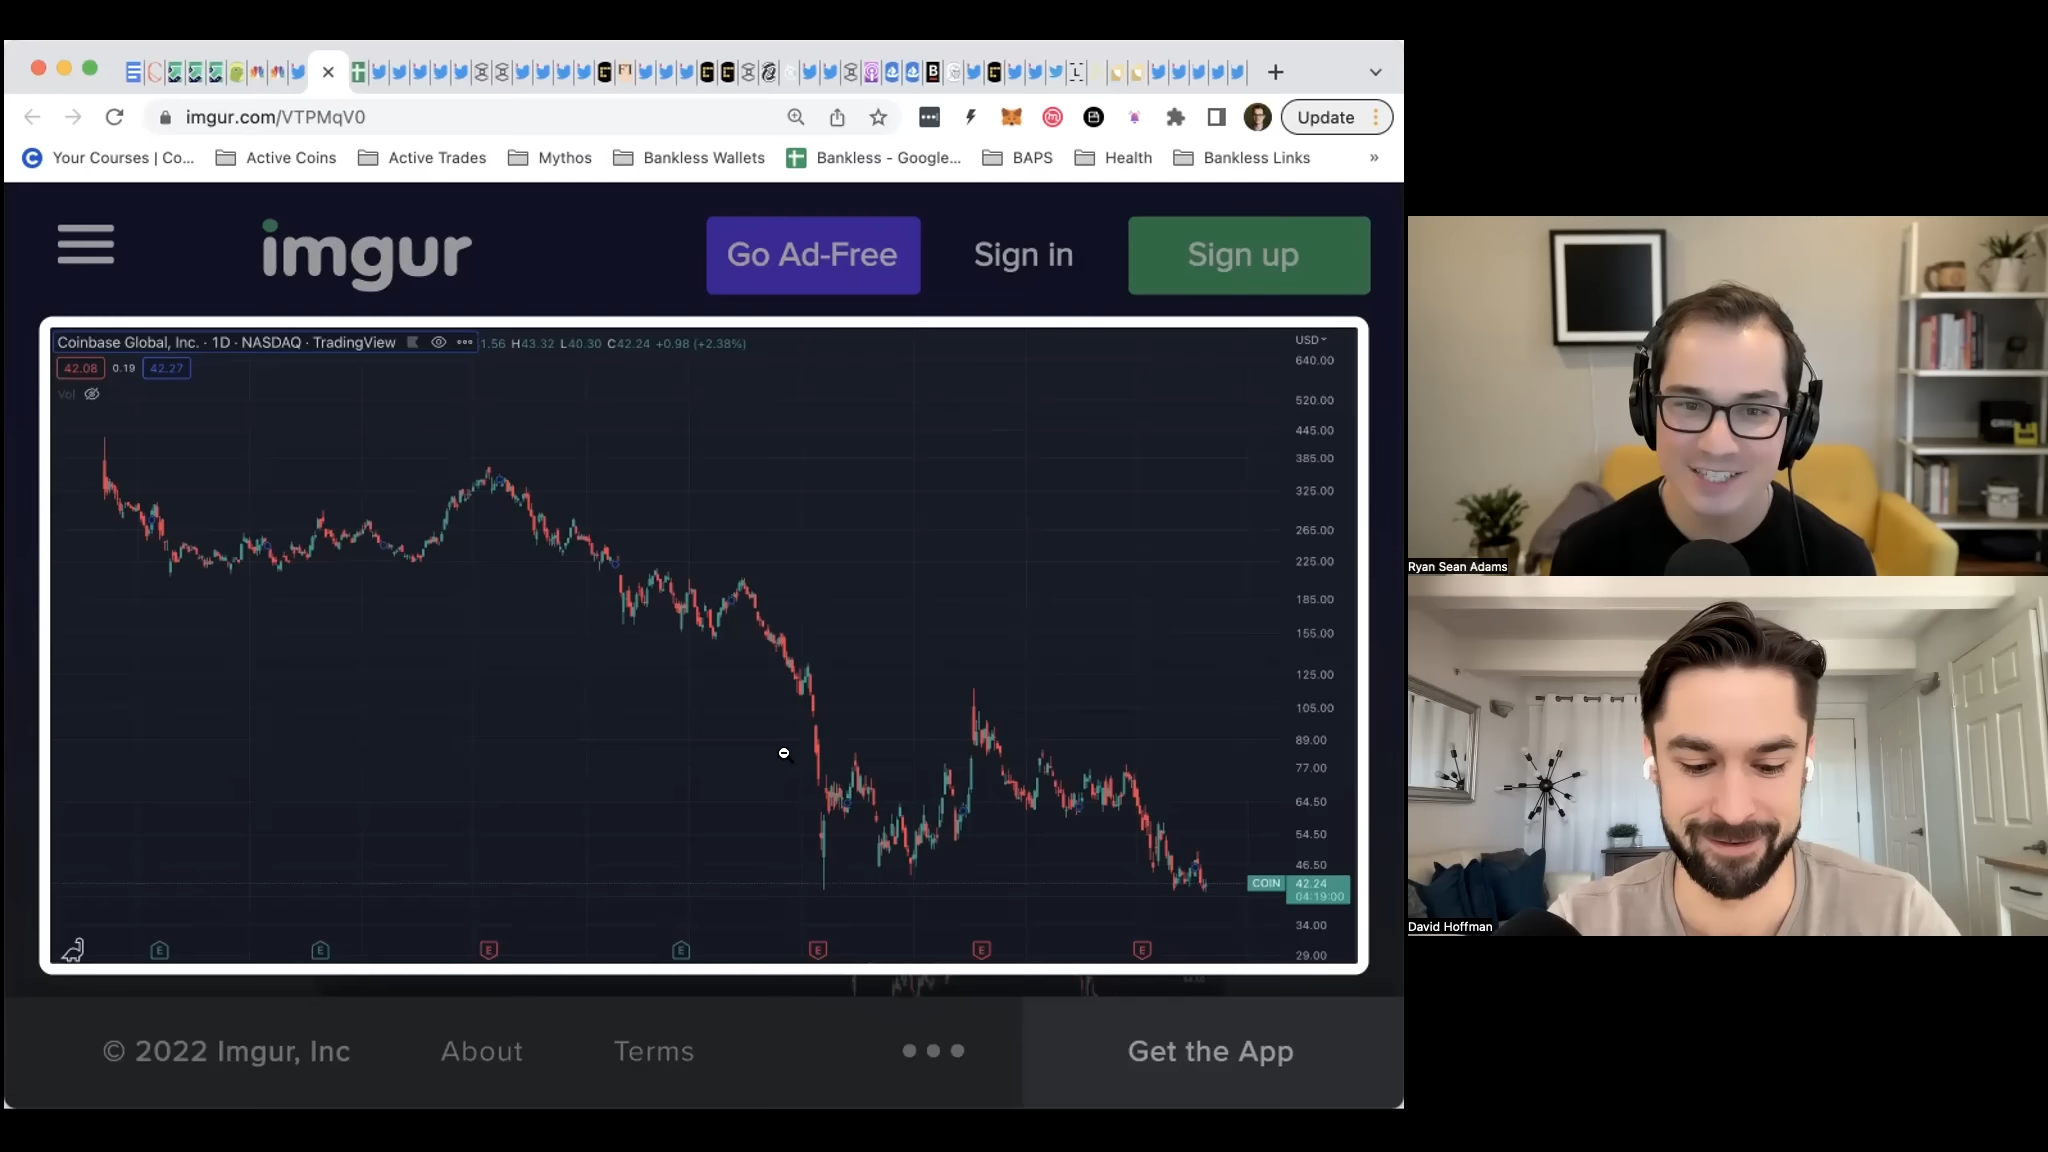 imgur.com/VTPMqV0
Update
Your Courses | Co...
Active Coins
Active Trades
Mythos
Bankless Wallets
Bankless - Google...
BAPS
Health
Bankless Links
»
imgur
Go Ad-Free
Sign in
Sign up
Coinbase Global, Inc. · 1D · NASDAQ · TradingView
1.56 H43.32 L40.30 C42.24 +0.98 (+2.38%)
USD
42.08
0.19
42.27
Vol
640.00
520.00
445.00
385.00
325.00
265.00
225.00
185.00
155.00
125.00
105.00
89.00
77.00
64.50
54.50
46.50
COIN 42.24
04:19:00
34.00
29.00
E
E
E
E
E
E
E
© 2022 Imgur, Inc
About
Terms
Get the App
Ryan Sean Adams
David Hoffman